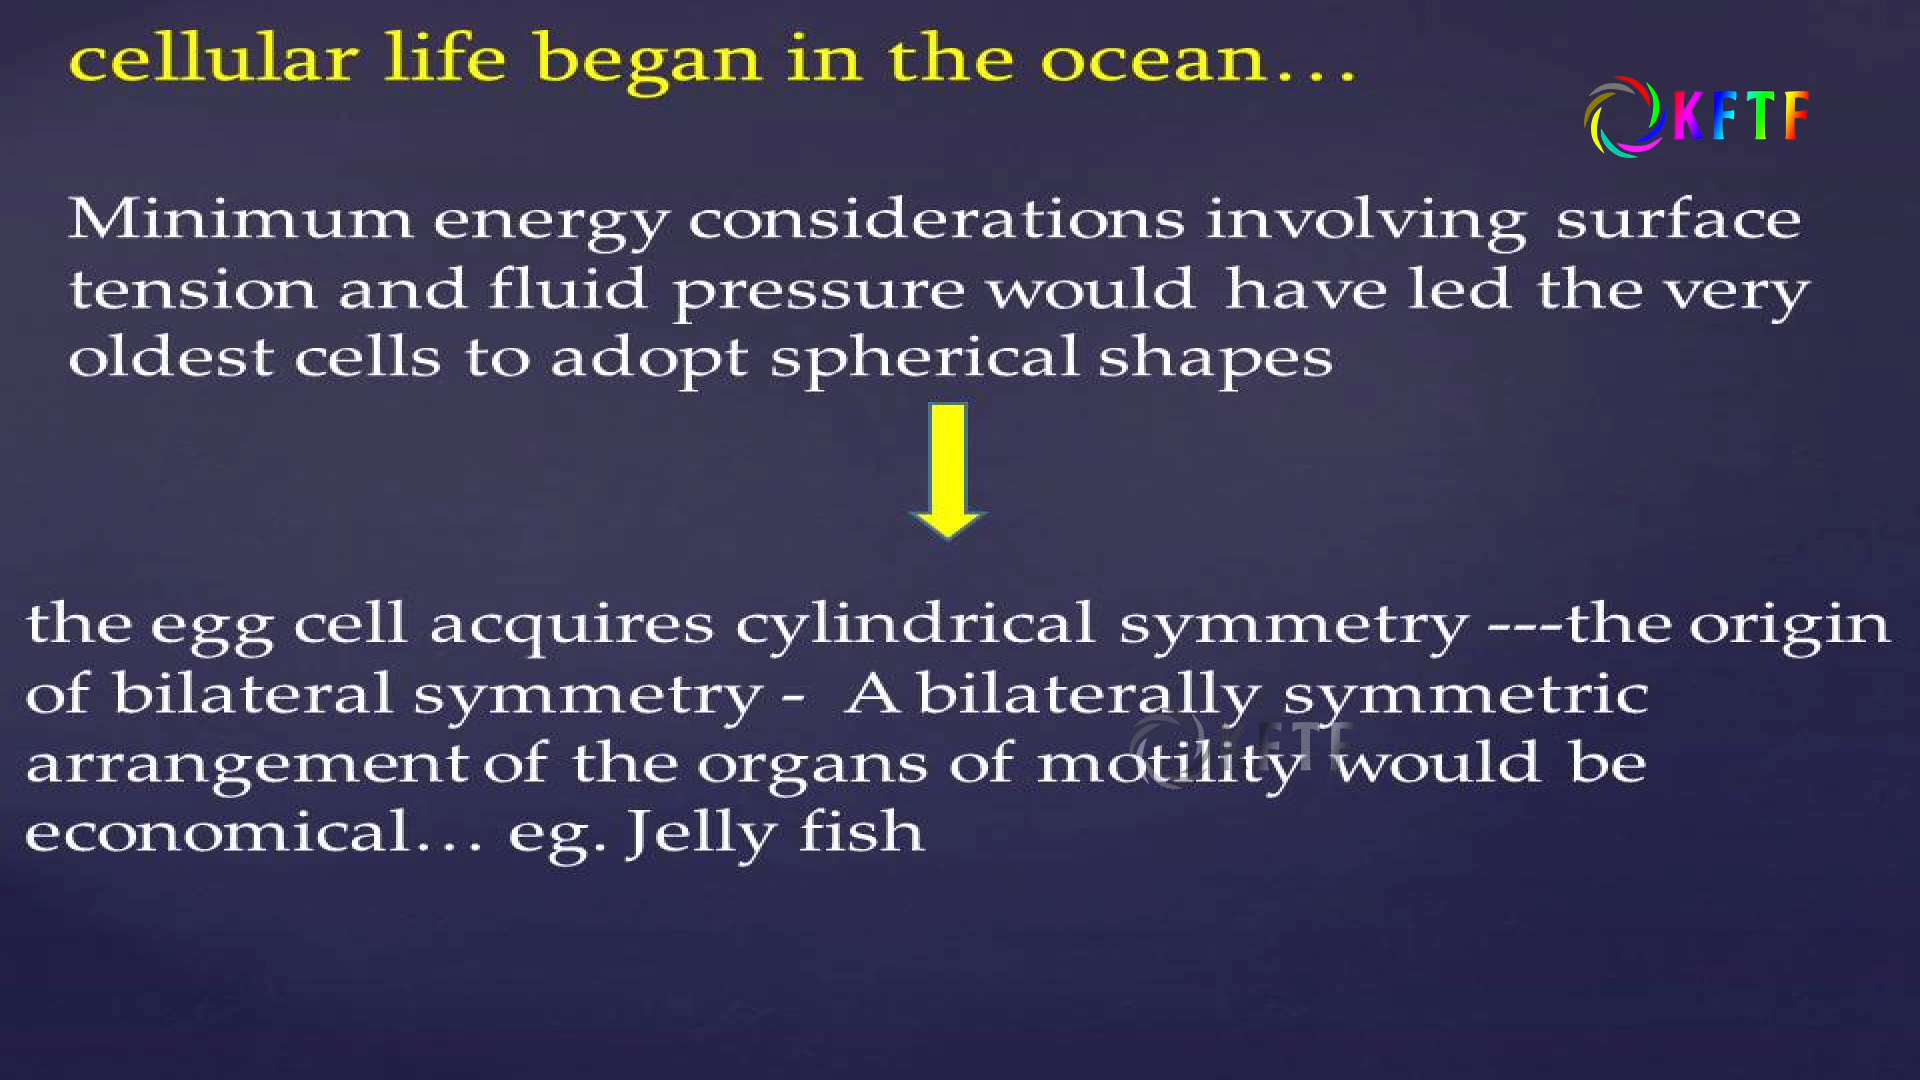 cellular life began in the ocean...
KFTF
Minimum energy considerations involving surface
tension and fluid pressure would have led the very
oldest cells to adopt spherical shapes
the egg cell acquires cylindrical symmetry ---the origin
of bilateral symmetry - A bilaterally symmetric
arrangement of the organs of motility would be
economical... eg. Jelly fish
KFTF